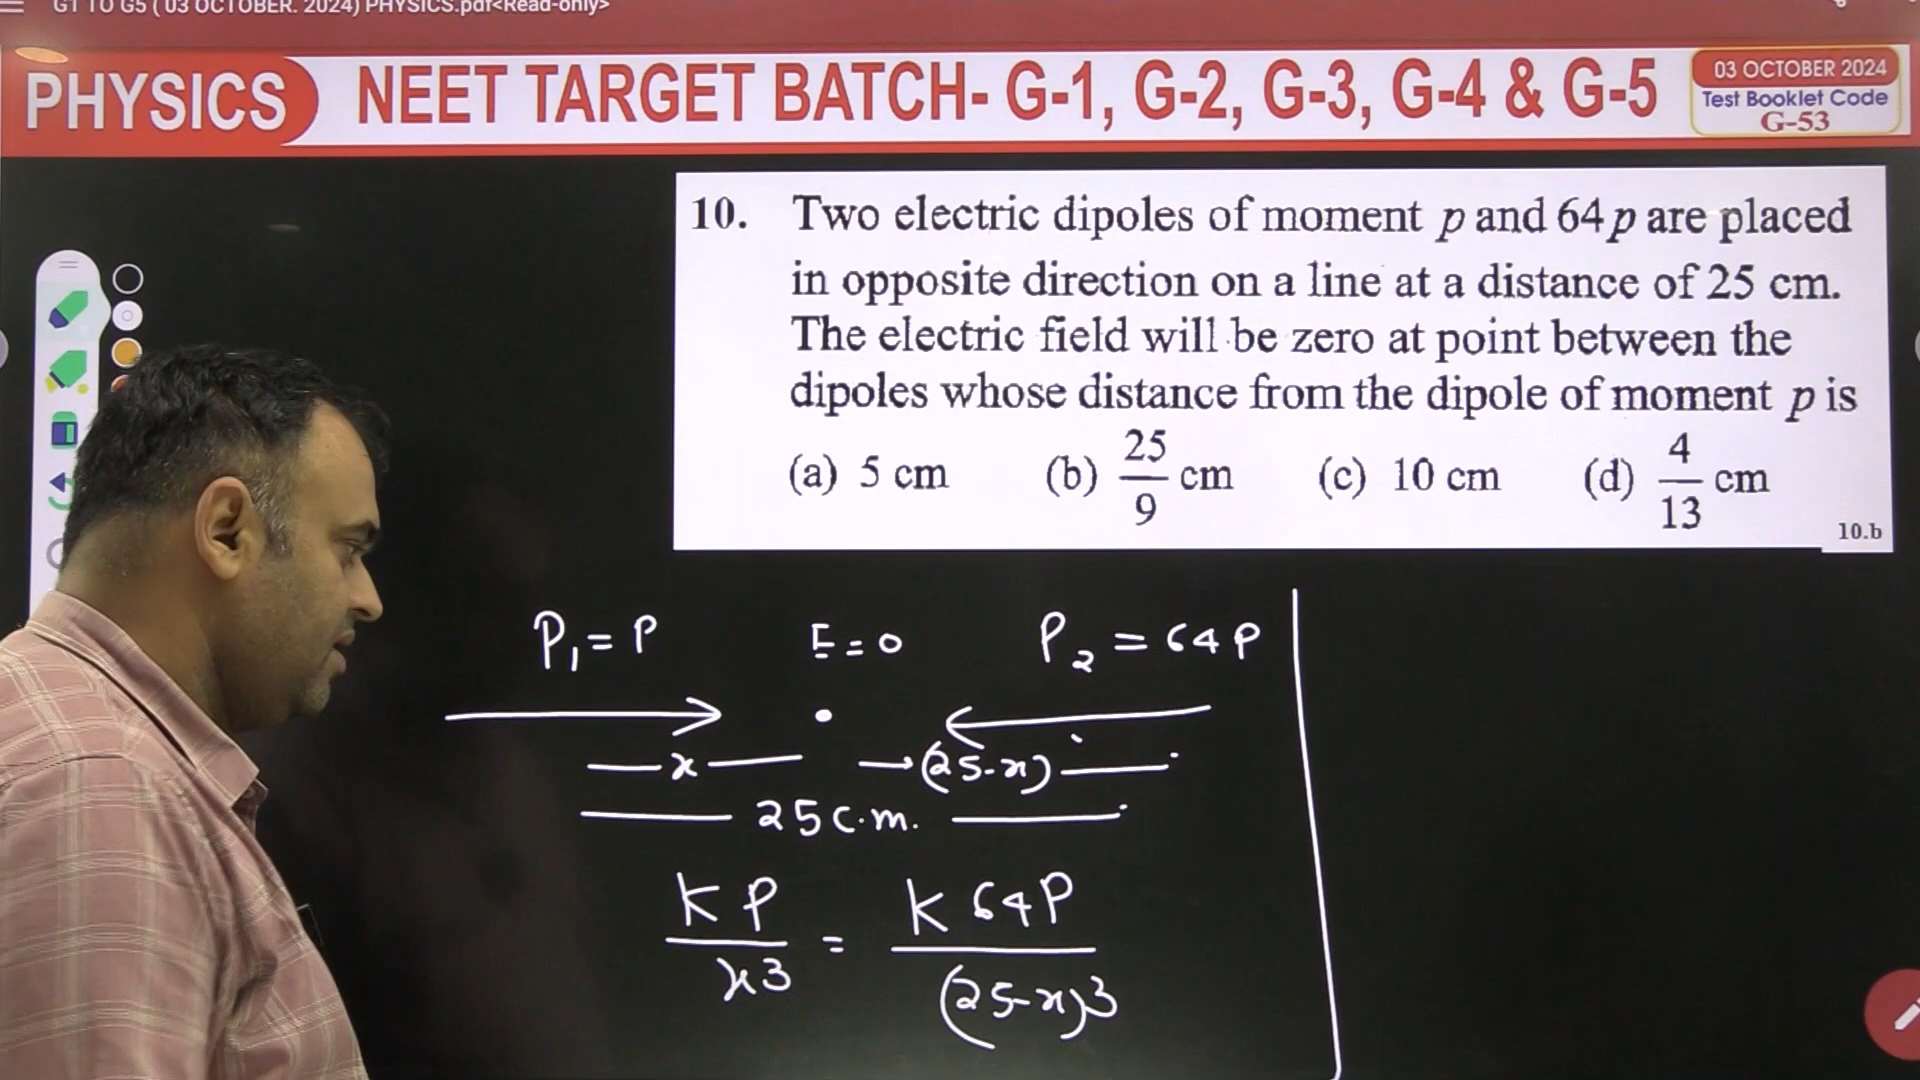 G1 TO G5 ( 03 OCTOBER. 2024) PHYSICS.pdf<Read-only>
PHYSICS
NEET TARGET BATCH- G-1, G-2, G-3, G-4 & G-5
03 OCTOBER 2024
Test Booklet Code
G-53
10. Two electric dipoles of moment p and 64p are placed
in opposite direction on a line at a distance of 25 cm.
The electric field will be zero at point between the
dipoles whose distance from the dipole of moment p is
(a) 5 cm (b) 25/9 cm (c) 10 cm (d) 4/13 cm
10.b
P₁ = P E = 0 P₂ = 64P
x (25-x)
25 c.m.
KP/x³ = K64P/(25-x)³